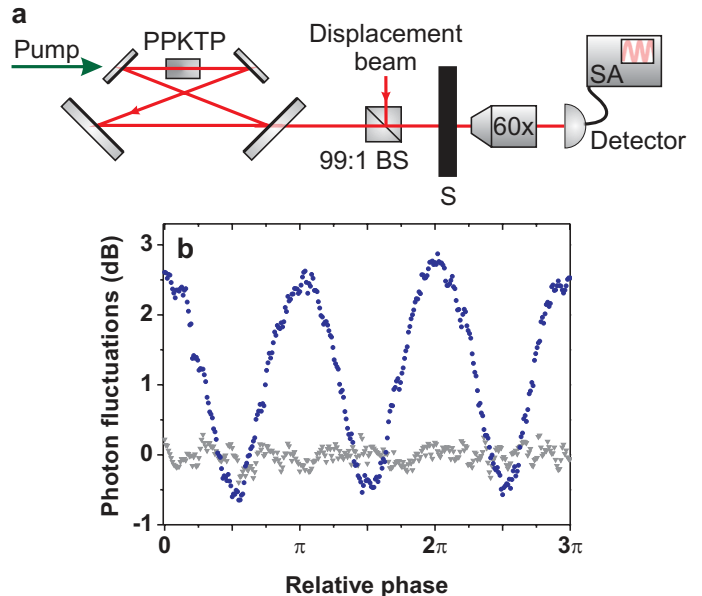 a
Pump
PPKTP
Displacement
beam
SA
60x
Detector
99:1 BS
S
b
Photon fluctuations (dB)
3
2
1
0
-1
0
π
2π
3π
Relative phase